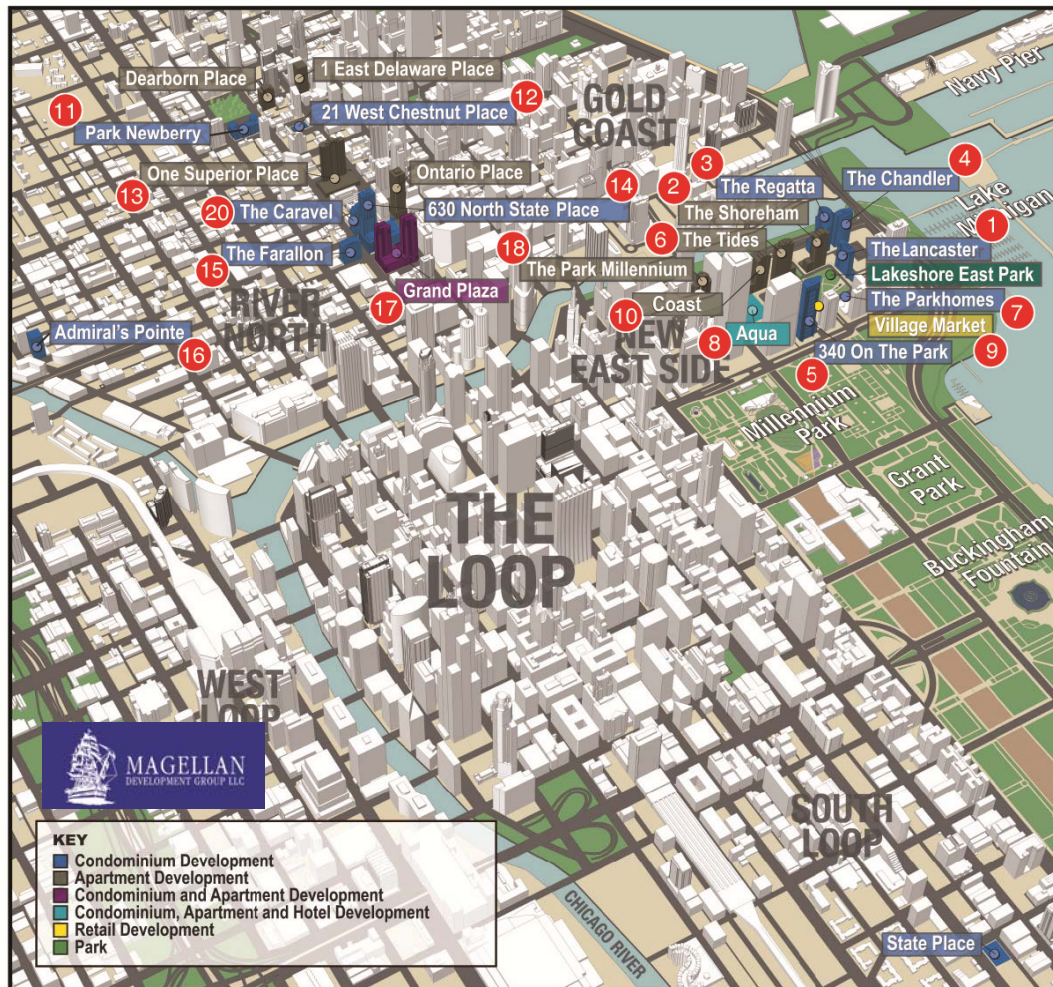 Navy Pier
1 East Delaware Place
Dearborn Place
11
12
21 West Chestnut Place
GOLD
COAST
Park Newberry
One Superior Place
Ontario Place
3
4
The Chandler
The Regatta
14
2
13
20
The Caravel
630 North State Place
The Shoreham
Lake
Michigan
1
6
The Tides
The Farallon
18
TheLancaster
15
The Park Millennium
Lakeshore East Park
Grand Plaza
17
RIVER
NORTH
Coast
10
The Parkhomes
7
Admiral's Pointe
16
NEW
EAST SIDE
8
Aqua
Village Market
9
340 On The Park
5
Millennium
Park
Grant
Park
THE
LOOP
Buckingham
Fountain
WEST
LOOP
MAGELLAN
DEVELOPMENT GROUP LLC
SOUTH
LOOP
KEY
Condominium Development
Apartment Development
Condominium and Apartment Development
Condominium, Apartment and Hotel Development
Retail Development
Park
CHICAGO RIVER
State Place